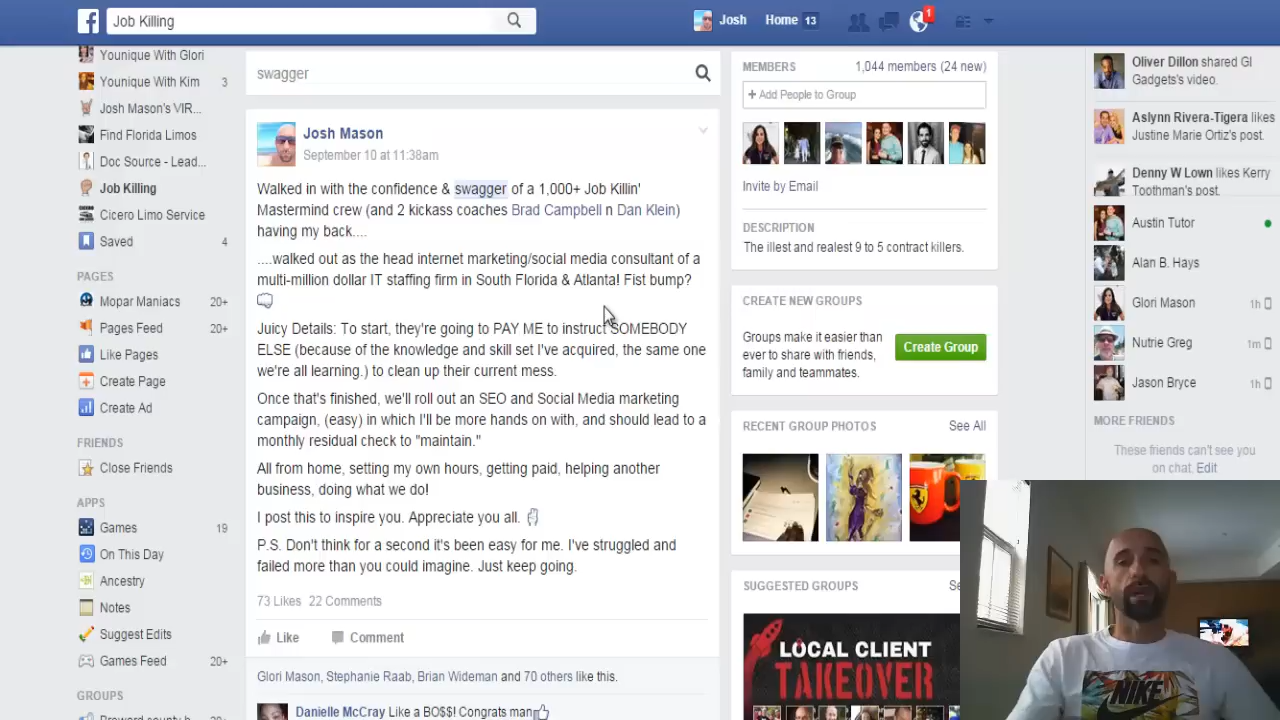 Job Killing
Josh
Home 13
1
Younique With Glori
Younique With Kim 3
Josh Mason's VIR...
Find Florida Limos
Doc Source - Lead...
Job Killing
Cicero Limo Service
Saved 4
PAGES
Mopar Maniacs 20+
Pages Feed 20+
Like Pages
Create Page
Create Ad
FRIENDS
Close Friends
APPS
Games 19
On This Day
Ancestry
Notes
Suggest Edits
Games Feed 20+
GROUPS
swagger
Josh Mason
September 10 at 11:38am
Walked in with the confidence & swagger of a 1,000+ Job Killin'
Mastermind crew (and 2 kickass coaches Brad Campbell n Dan Klein)
having my back....
....walked out as the head internet marketing/social media consultant of a
multi-million dollar IT staffing firm in South Florida & Atlanta! Fist bump?
Juicy Details: To start, they're going to PAY ME to instruct SOMEBODY
ELSE (because of the knowledge and skill set I've acquired, the same one
we're all learning.) to clean up their current mess.
Once that's finished, we'll roll out an SEO and Social Media marketing
campaign, (easy) in which I'll be more hands on with, and should lead to a
monthly residual check to "maintain."
All from home, setting my own hours, getting paid, helping another
business, doing what we do!
I post this to inspire you. Appreciate you all.
P.S. Don't think for a second it's been easy for me. I've struggled and
failed more than you could imagine. Just keep going.
73 Likes 22 Comments
Like Comment
Glori Mason, Stephanie Raab, Brian Wideman and 70 others like this.
Danielle McCray Like a BO$$! Congrats man
MEMBERS 1,044 members (24 new)
+ Add People to Group
Invite by Email
DESCRIPTION
The illest and realest 9 to 5 contract killers.
CREATE NEW GROUPS
Groups make it easier than
ever to share with friends,
family and teammates.
Create Group
RECENT GROUP PHOTOS See All
SUGGESTED GROUPS
LOCAL CLIENT
TAKEOVER
Oliver Dillon shared GI
Gadgets's video.
Aslynn Rivera-Tigera likes
Justine Marie Ortiz's post.
Denny W Lown likes Kerry
Toothman's post.
Austin Tutor
Alan B. Hays
Glori Mason 1h
Nutrie Greg 1m
Jason Bryce 1h
MORE FRIENDS
These friends can't see you
on chat. Edit
NIKE